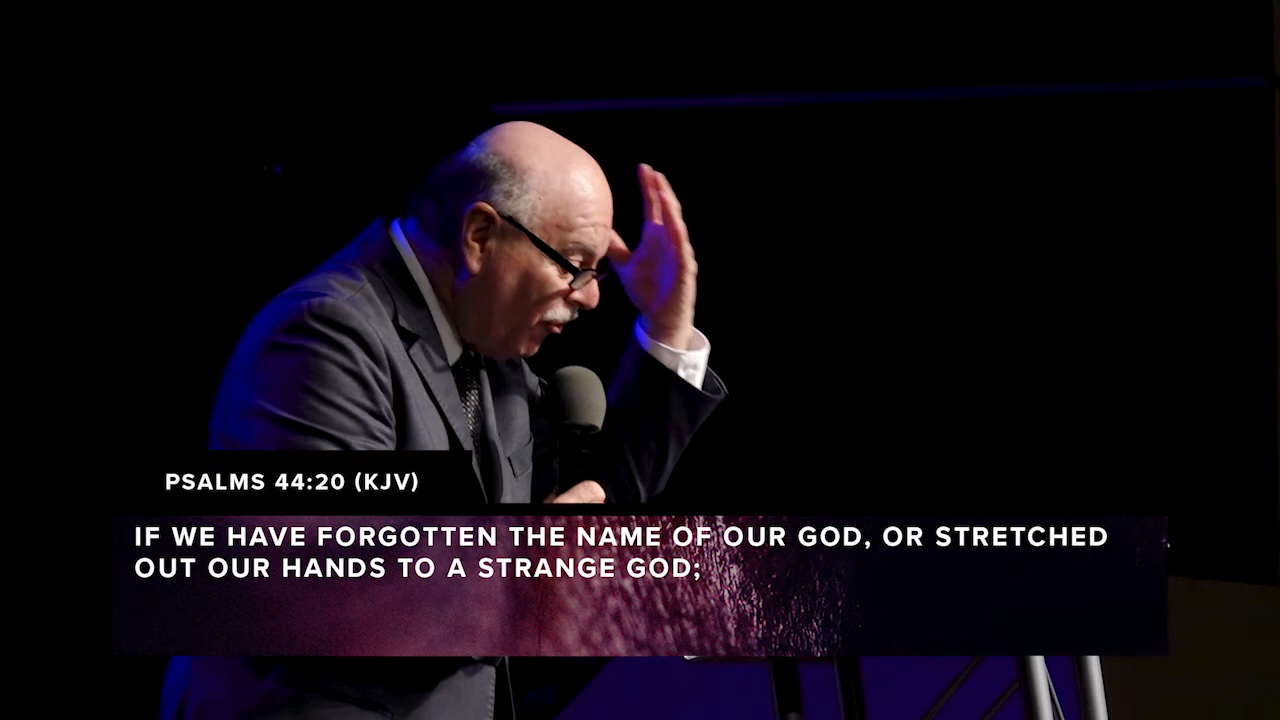 PSALMS 44:20 (KJV)
IF WE HAVE FORGOTTEN THE NAME OF OUR GOD, OR STRETCHED
OUT OUR HANDS TO A STRANGE GOD;